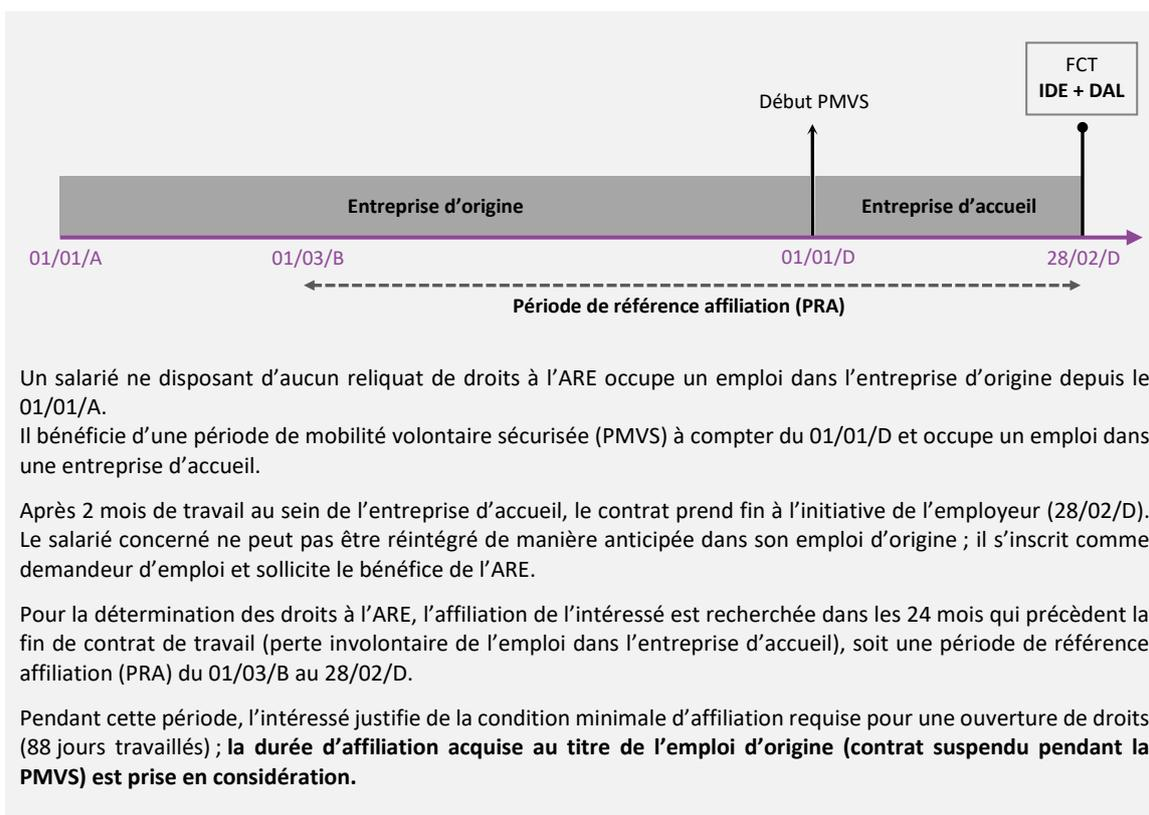 FCT
IDE + DAL
Début PMVS
Entreprise d’origine
Entreprise d’accueil
01/01/A
01/03/B
01/01/D
28/02/D
Période de référence affiliation (PRA)
Un salarié ne disposant d’aucun reliquat de droits à l’ARE occupe un emploi dans l’entreprise d’origine depuis le
01/01/A.
Il bénéficie d’une période de mobilité volontaire sécurisée (PMVS) à compter du 01/01/D et occupe un emploi dans
une entreprise d’accueil.
Après 2 mois de travail au sein de l’entreprise d’accueil, le contrat prend fin à l’initiative de l’employeur (28/02/D).
Le salarié concerné ne peut pas être réintégré de manière anticipée dans son emploi d’origine ; il s’inscrit comme
demandeur d’emploi et sollicite le bénéfice de l’ARE.
Pour la détermination des droits à l’ARE, l’affiliation de l’intéressé est recherchée dans les 24 mois qui précèdent la
fin de contrat de travail (perte involontaire de l’emploi dans l’entreprise d’accueil), soit une période de référence
affiliation (PRA) du 01/03/B au 28/02/D.
Pendant cette période, l’intéressé justifie de la condition minimale d’affiliation requise pour une ouverture de droits
(88 jours travaillés) ; la durée d’affiliation acquise au titre de l’emploi d’origine (contrat suspendu pendant la
PMVS) est prise en considération.